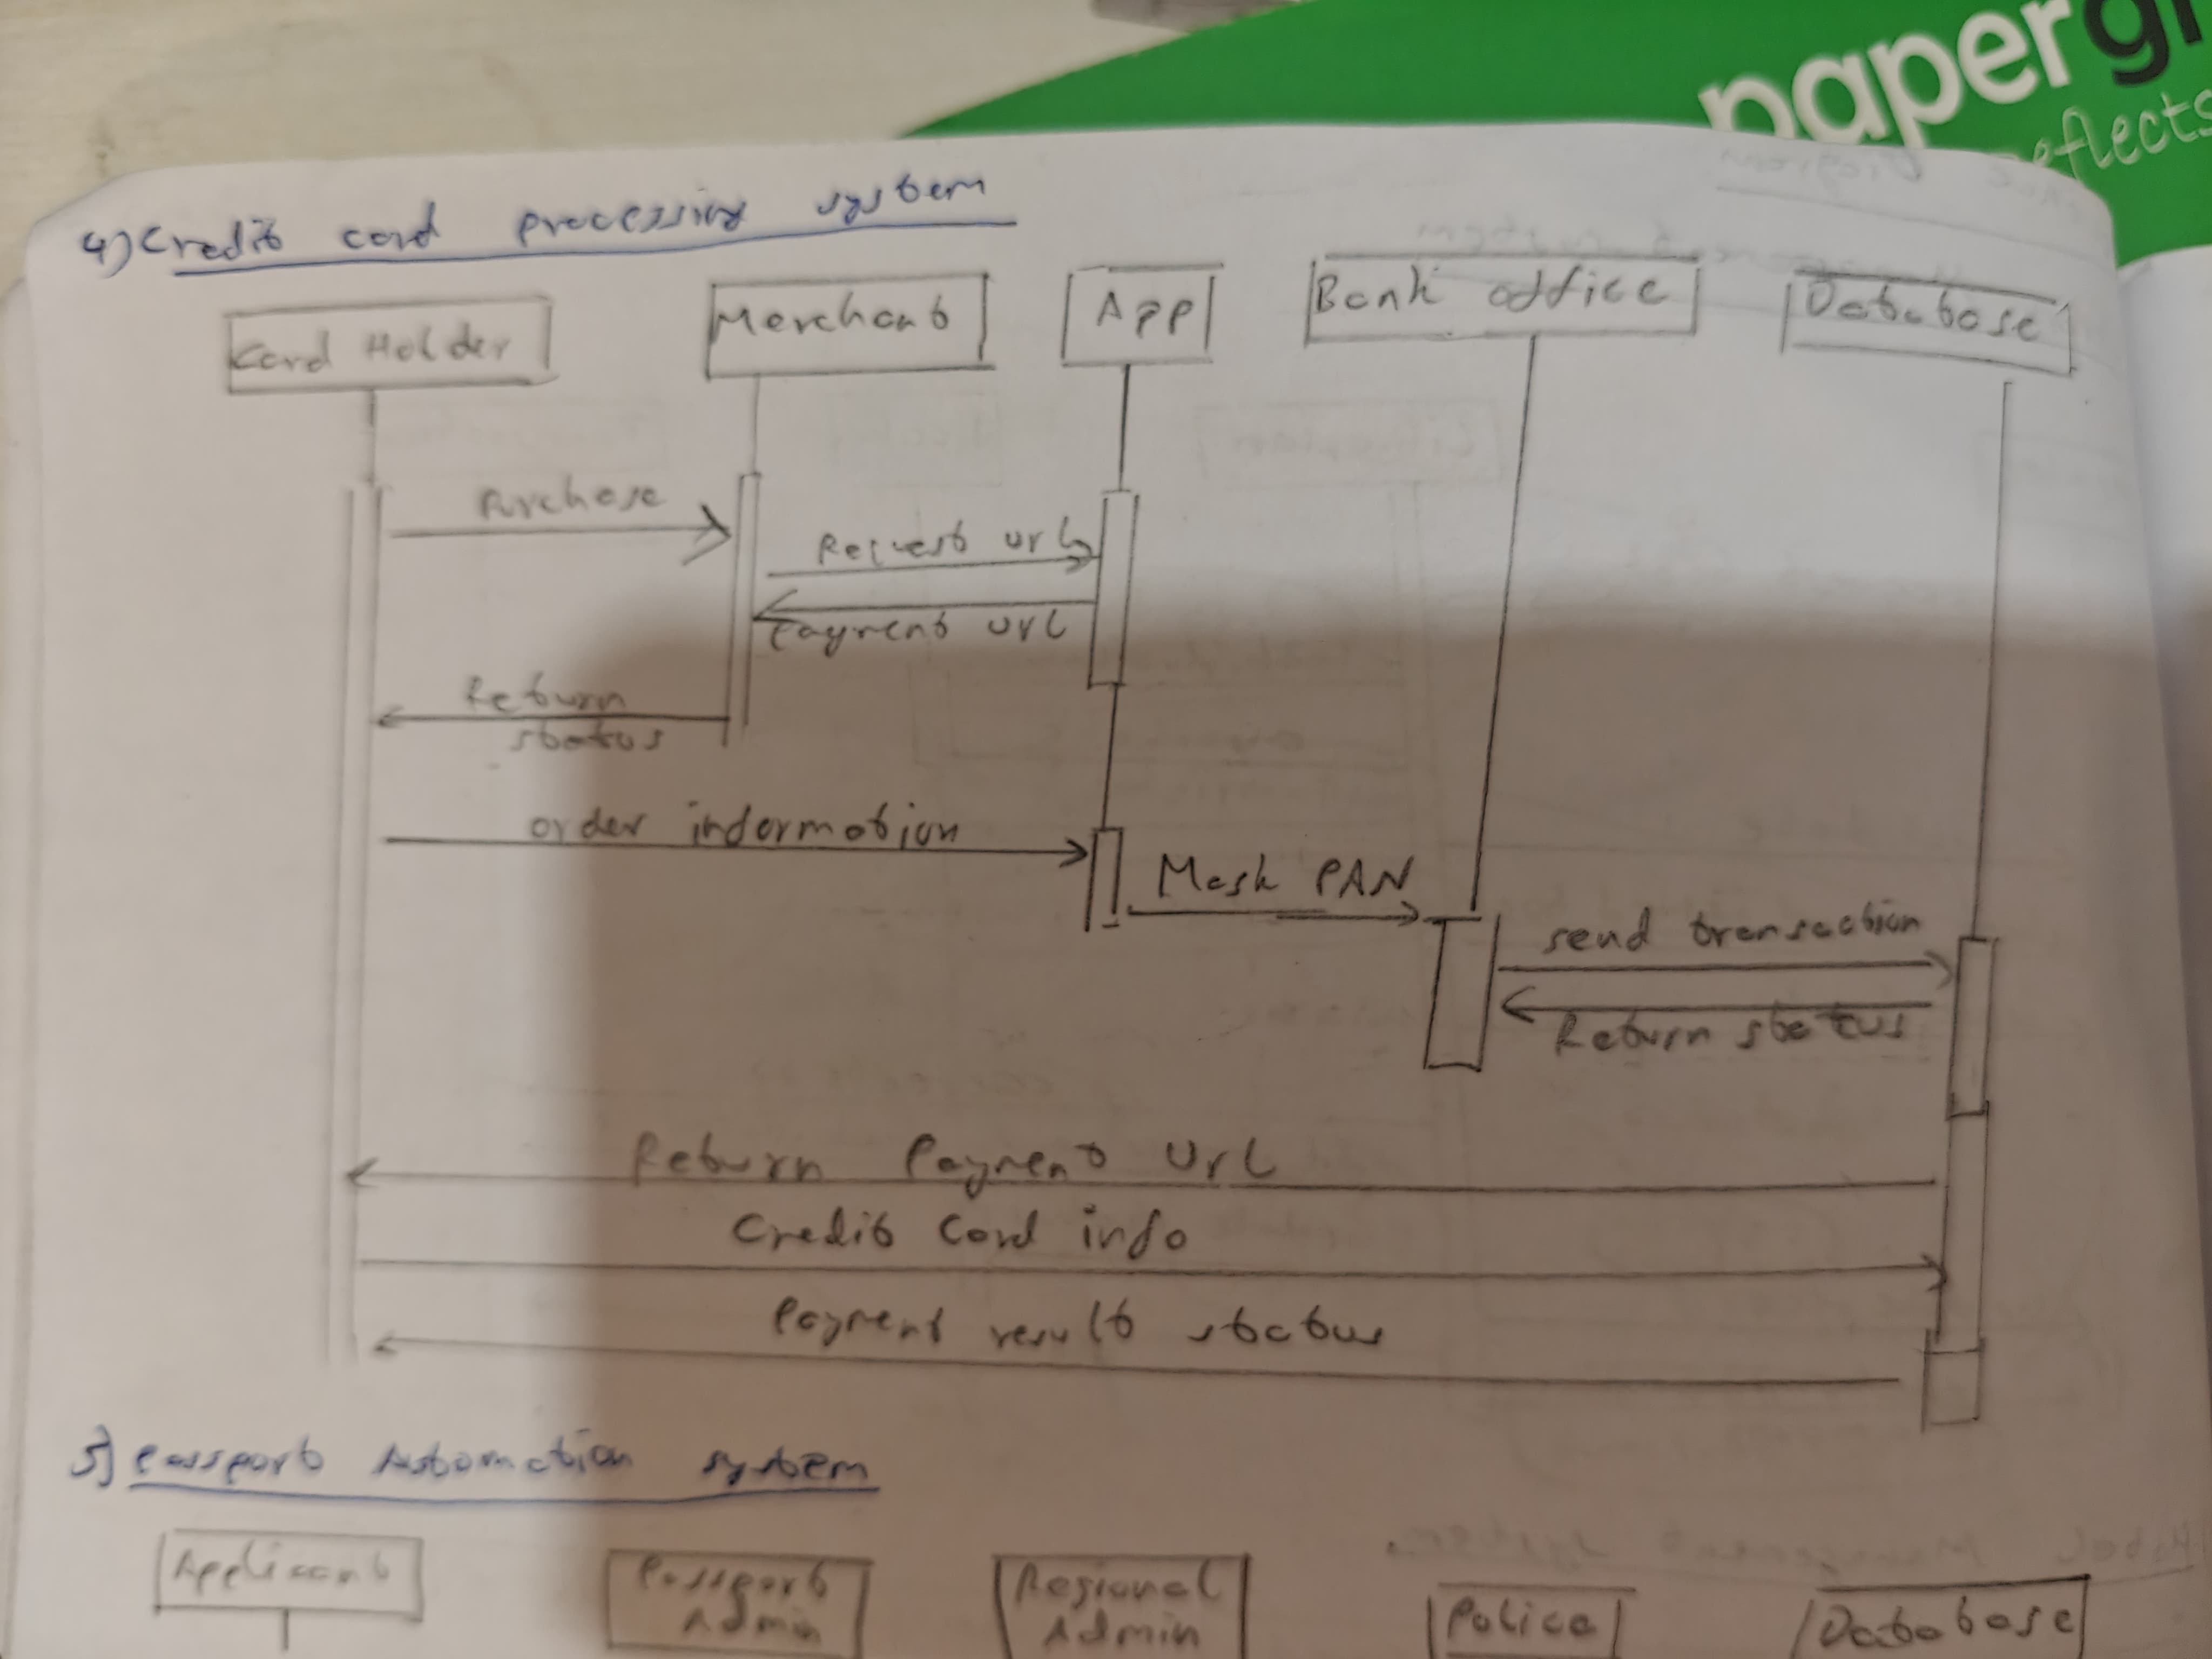 paper
eflects
4) Credit card processing system
Card Holder
Merchant
App
Bank office
Database
Purchase
Request url
Payment url
Return
status
order information
Mask PAN
send transaction
Return status
Return Payment Url
Credit Card info
Payment result status
5) Passport Automation system
Applicant
Passport
Admin
Regional
Admin
Police
Database